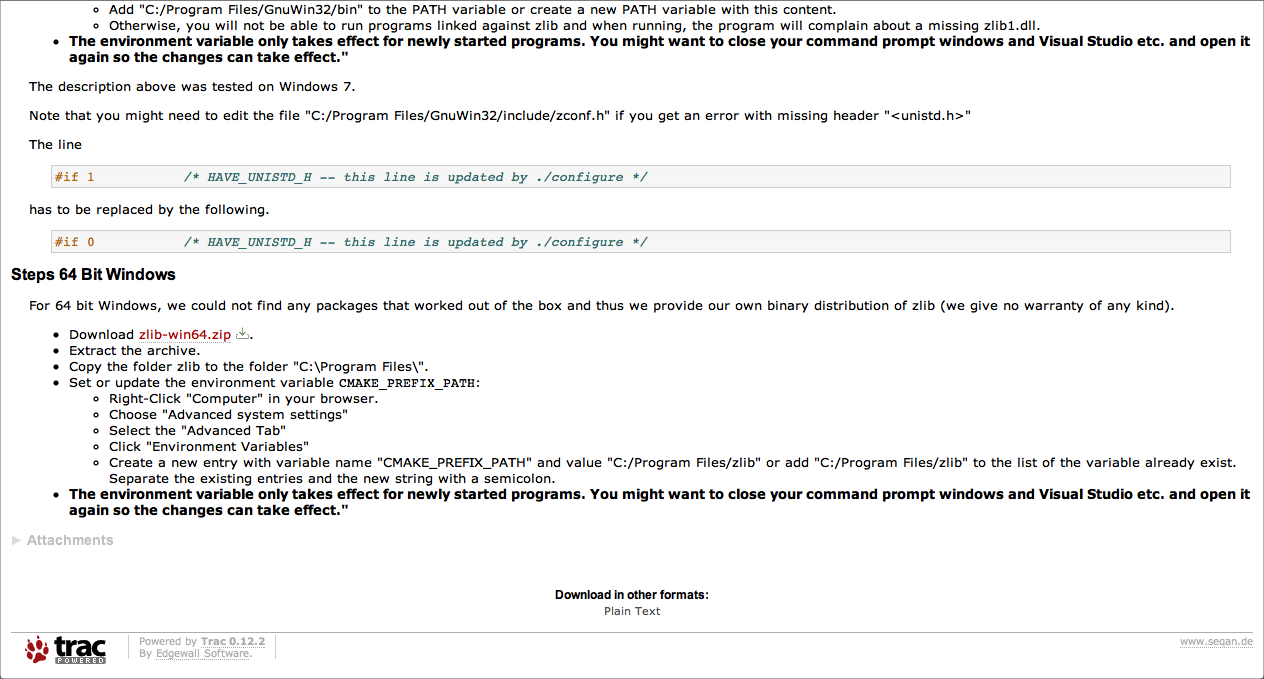 Add "C:/Program Files/GnuWin32/bin" to the PATH variable or create a new PATH variable with this content.
Otherwise, you will not be able to run programs linked against zlib and when running, the program will complain about a missing zlib1.dll.
The environment variable only takes effect for newly started programs. You might want to close your command prompt windows and Visual Studio etc. and open it
again so the changes can take effect."
The description above was tested on Windows 7.
Note that you might need to edit the file "C:/Program Files/GnuWin32/include/zconf.h" if you get an error with missing header "<unistd.h>"
The line
#if 1 /* HAVE_UNISTD_H -- this line is updated by ./configure */
has to be replaced by the following.
#if 0 /* HAVE_UNISTD_H -- this line is updated by ./configure */
Steps 64 Bit Windows
For 64 bit Windows, we could not find any packages that worked out of the box and thus we provide our own binary distribution of zlib (we give no warranty of any kind).
Download zlib-win64.zip .
Extract the archive.
Copy the folder zlib to the folder "C:\Program Files\".
Set or update the environment variable CMAKE_PREFIX_PATH:
Right-Click "Computer" in your browser.
Choose "Advanced system settings"
Select the "Advanced Tab"
Click "Environment Variables"
Create a new entry with variable name "CMAKE_PREFIX_PATH" and value "C:/Program Files/zlib" or add "C:/Program Files/zlib" to the list of the variable already exist.
Separate the existing entries and the new string with a semicolon.
The environment variable only takes effect for newly started programs. You might want to close your command prompt windows and Visual Studio etc. and open it
again so the changes can take effect."
Attachments
Download in other formats:
Plain Text
trac
POWERED
Powered by Trac 0.12.2
By Edgewall Software.
www.seqan.de